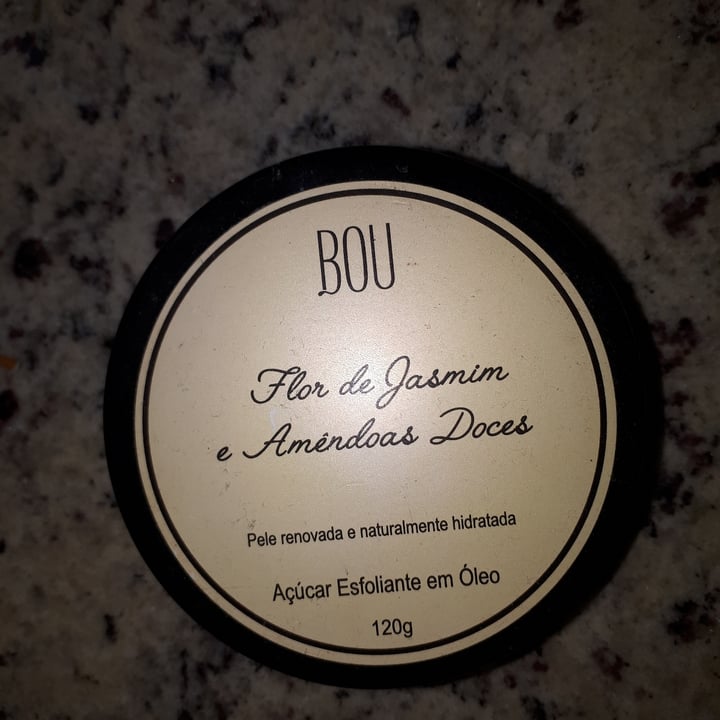 BOU
Flor de Jasmim
e Amêndoas Doces
Pele renovada e naturalmente hidratada
Açúcar Esfoliante em Óleo
120g